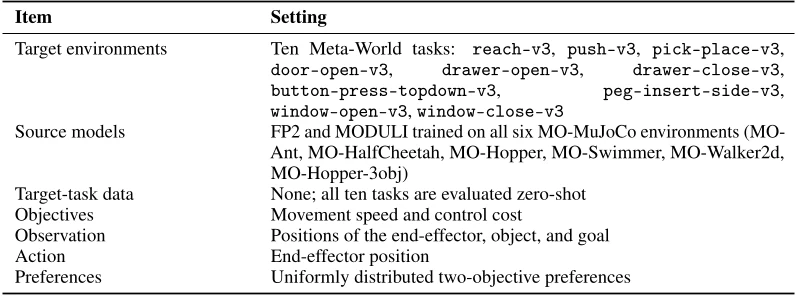 Item Setting
Target environments Ten Meta-World tasks: reach-v3, push-v3, pick-place-v3,
door-open-v3, drawer-open-v3, drawer-close-v3,
button-press-topdown-v3, peg-insert-side-v3,
window-open-v3, window-close-v3
Source models FP2 and MODULI trained on all six MO-MuJoCo environments (MO-
Ant, MO-HalfCheetah, MO-Hopper, MO-Swimmer, MO-Walker2d,
MO-Hopper-3obj)
Target-task data None; all ten tasks are evaluated zero-shot
Objectives Movement speed and control cost
Observation Positions of the end-effector, object, and goal
Action End-effector position
Preferences Uniformly distributed two-objective preferences